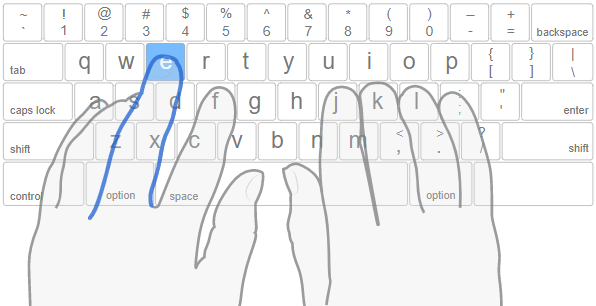 ~ ! @ # $ % ^ & * ( ) – +
` 1 2 3 4 5 6 7 8 9 0 - = backspace
tab q w e r t y u i o p { [ } ] | \
caps lock a s d f g h j k l : ; " ' enter
shift z x c v b n m < , > . ? / shift
control option space option